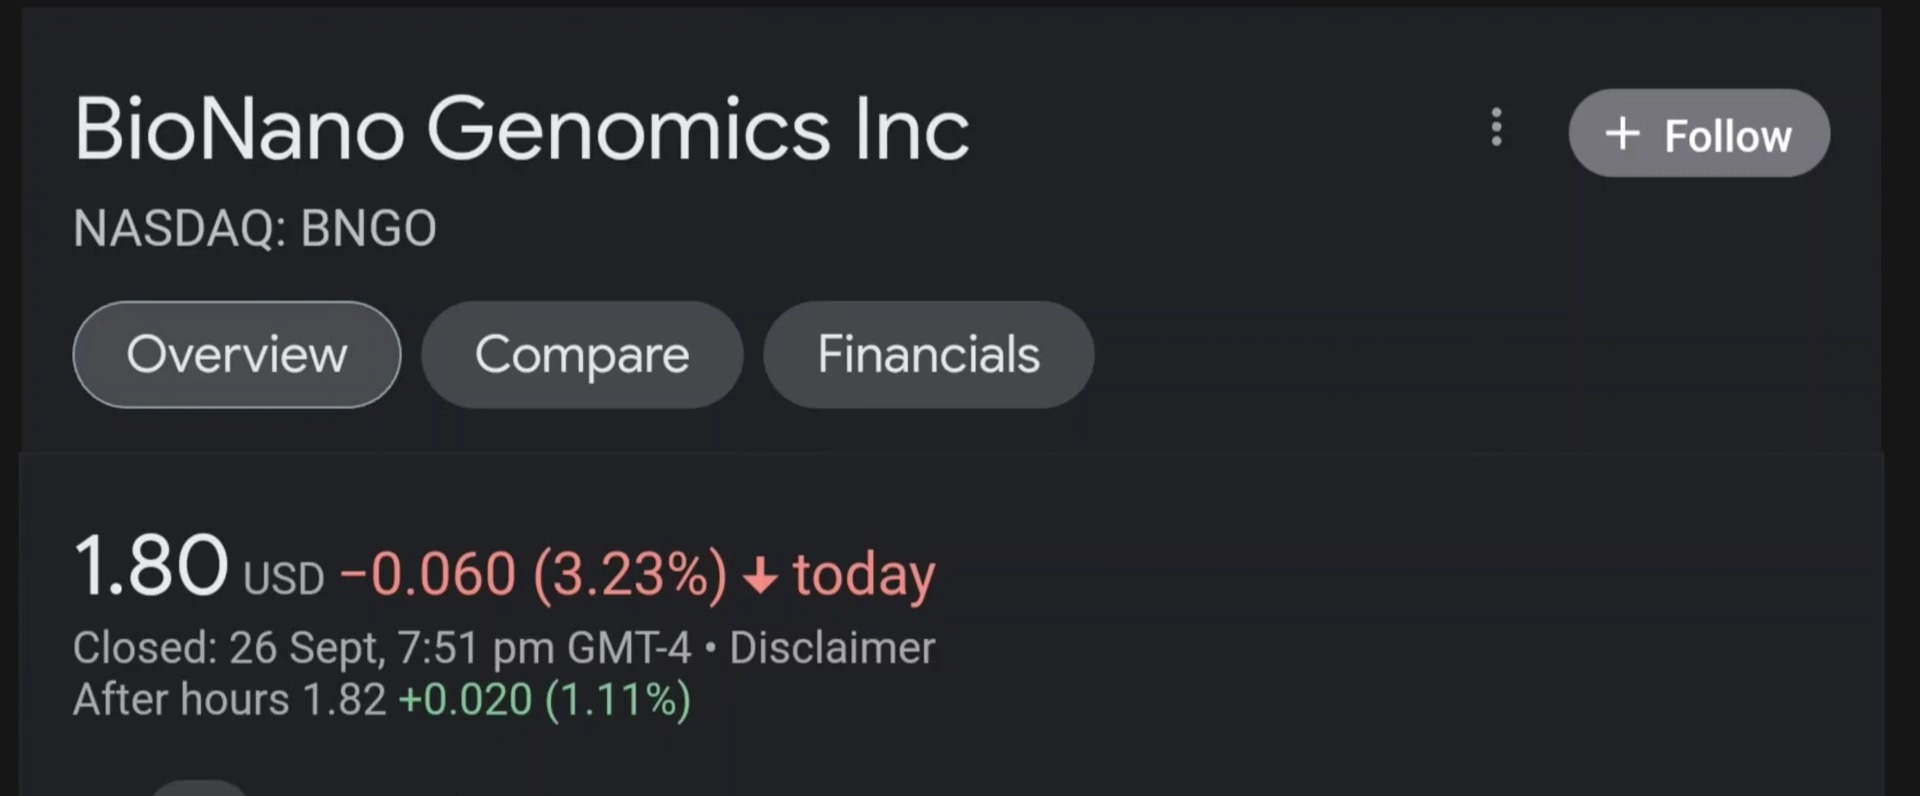 BioNano Genomics Inc
+ Follow
NASDAQ: BNGO
Overview
Compare
Financials
1.80 USD −0.060 (3.23%) ↓ today
Closed: 26 Sept, 7:51 pm GMT-4 • Disclaimer
After hours 1.82 +0.020 (1.11%)